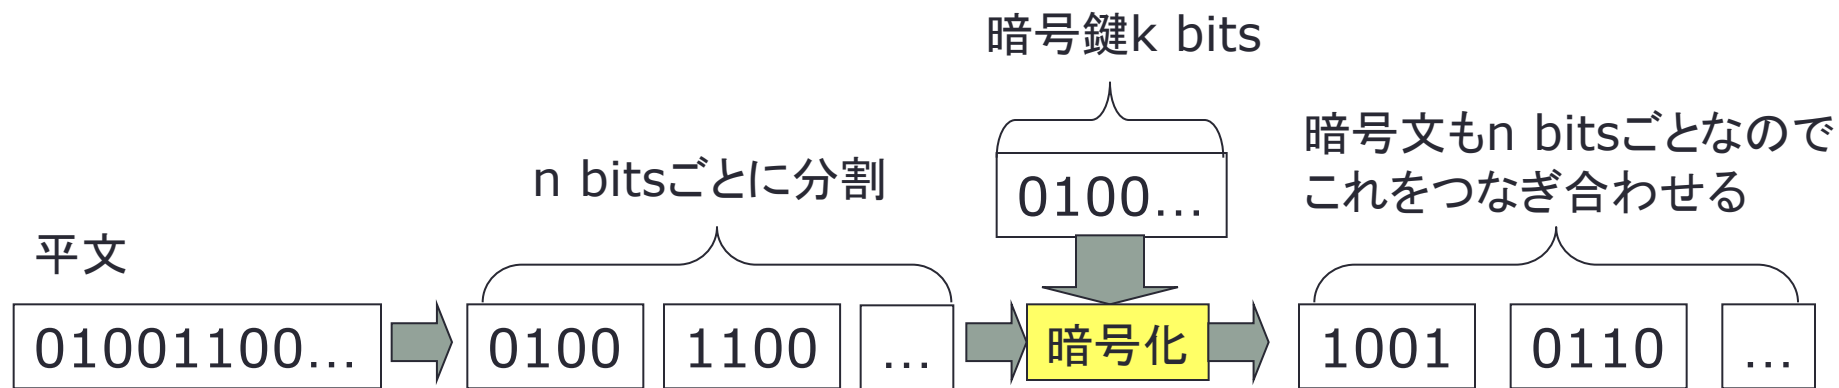 暗号鍵k bits
0100…
暗号文もn bitsごとなので
これをつなぎ合わせる
n bitsごとに分割
平文
01001100…
0100
1100
…
暗号化
1001
0110
…